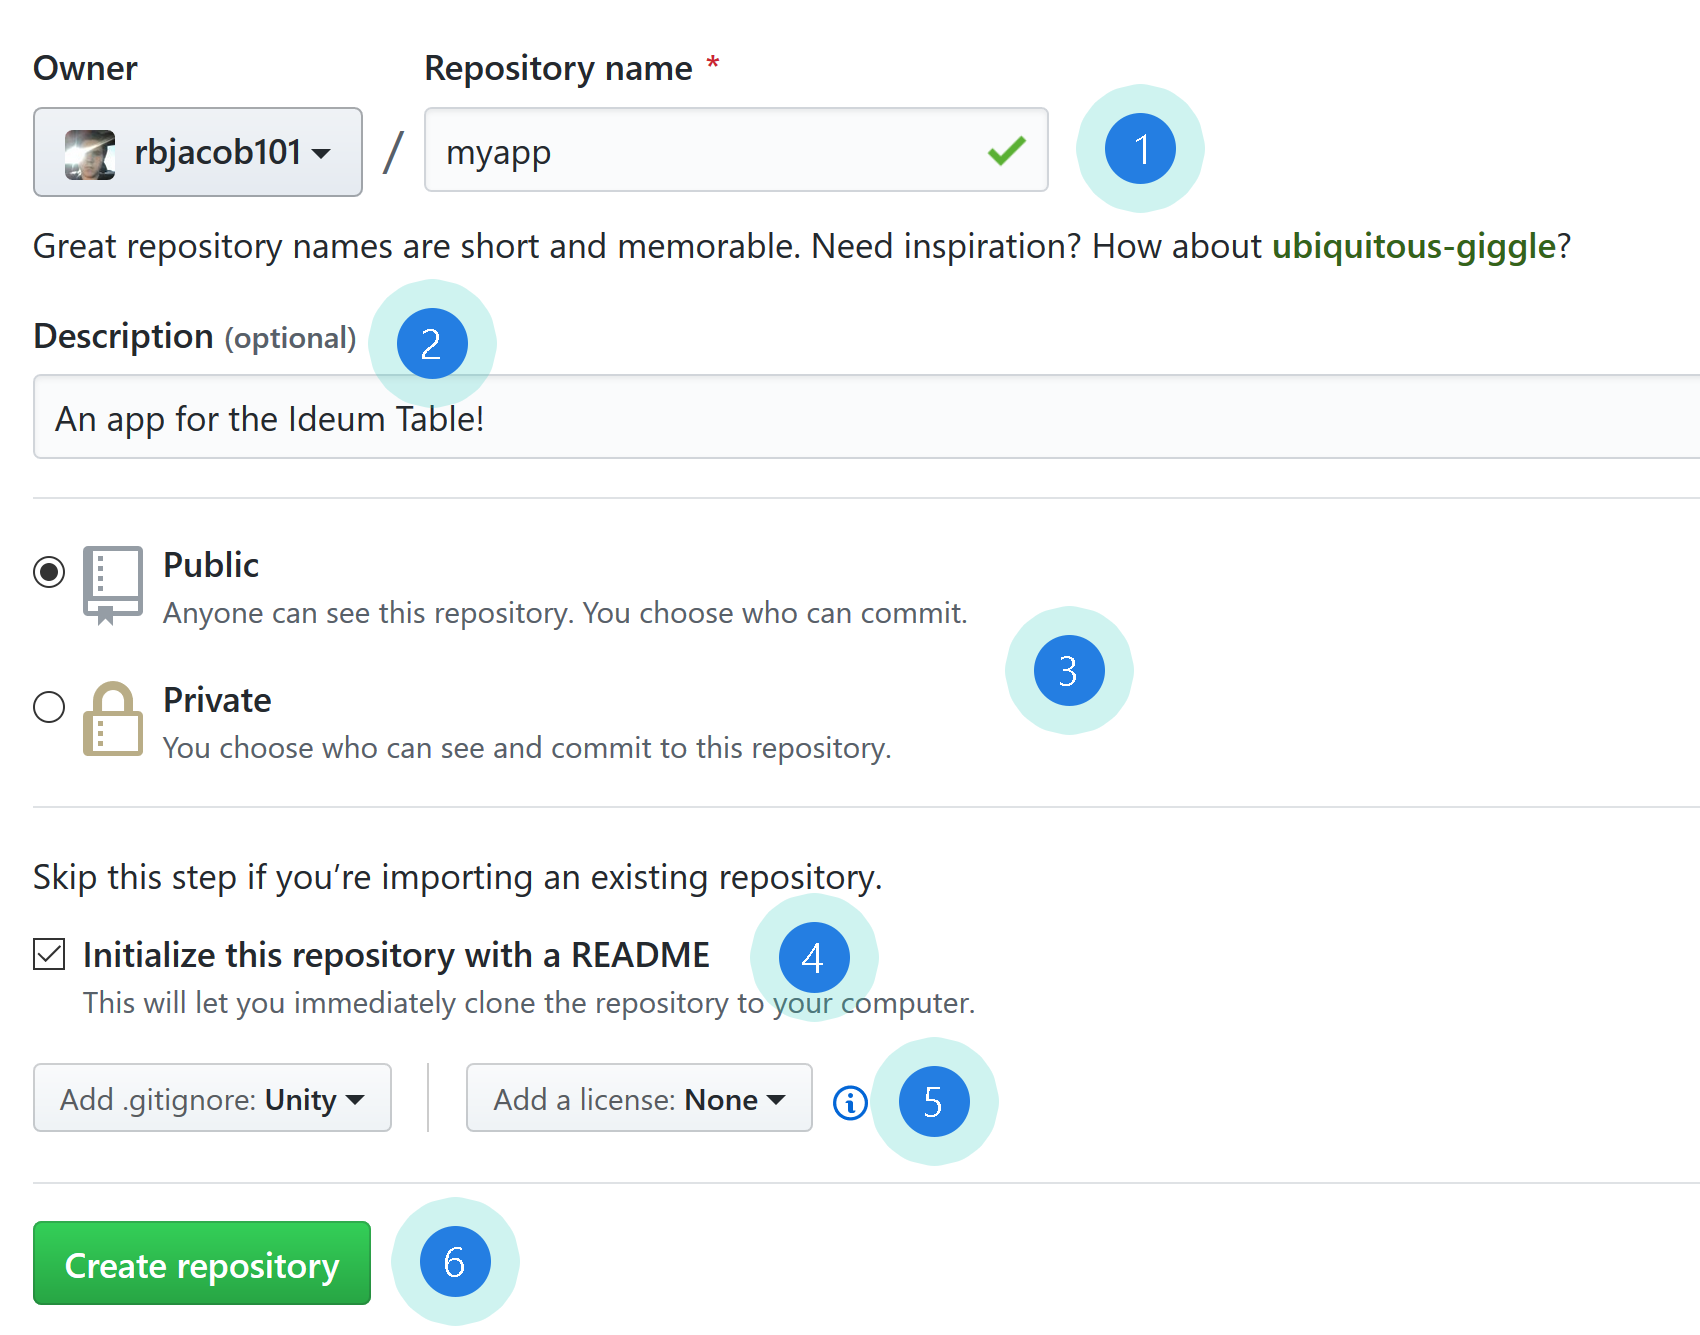 Owner Repository name *
rbjacob101 / myapp 1
Great repository names are short and memorable. Need inspiration? How about ubiquitous-giggle?
Description (optional) 2
An app for the Ideum Table!
Public
Anyone can see this repository. You choose who can commit.
3
Private
You choose who can see and commit to this repository.
Skip this step if you’re importing an existing repository.
Initialize this repository with a README 4
This will let you immediately clone the repository to your computer.
Add .gitignore: Unity Add a license: None i 5
Create repository 6